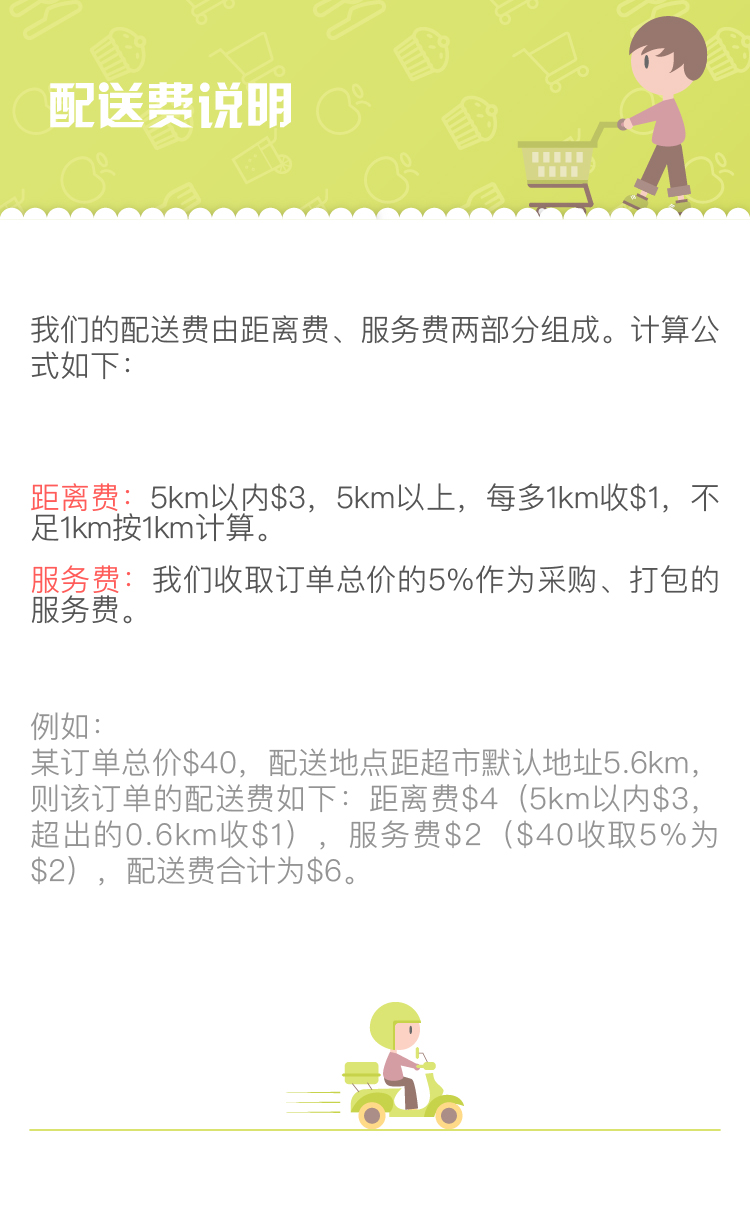 配送费说明
我们的配送费由距离费、服务费两部分组成。计算公
式如下：
距离费：5km以内$3，5km以上，每多1km收$1，不
足1km按1km计算。
服务费：我们收取订单总价的5%作为采购、打包的
服务费。
例如：
某订单总价$40，配送地点距超市默认地址5.6km，
则该订单的配送费如下：距离费$4（5km以内$3，
超出的0.6km收$1），服务费$2（$40收取5%为
$2），配送费合计为$6。